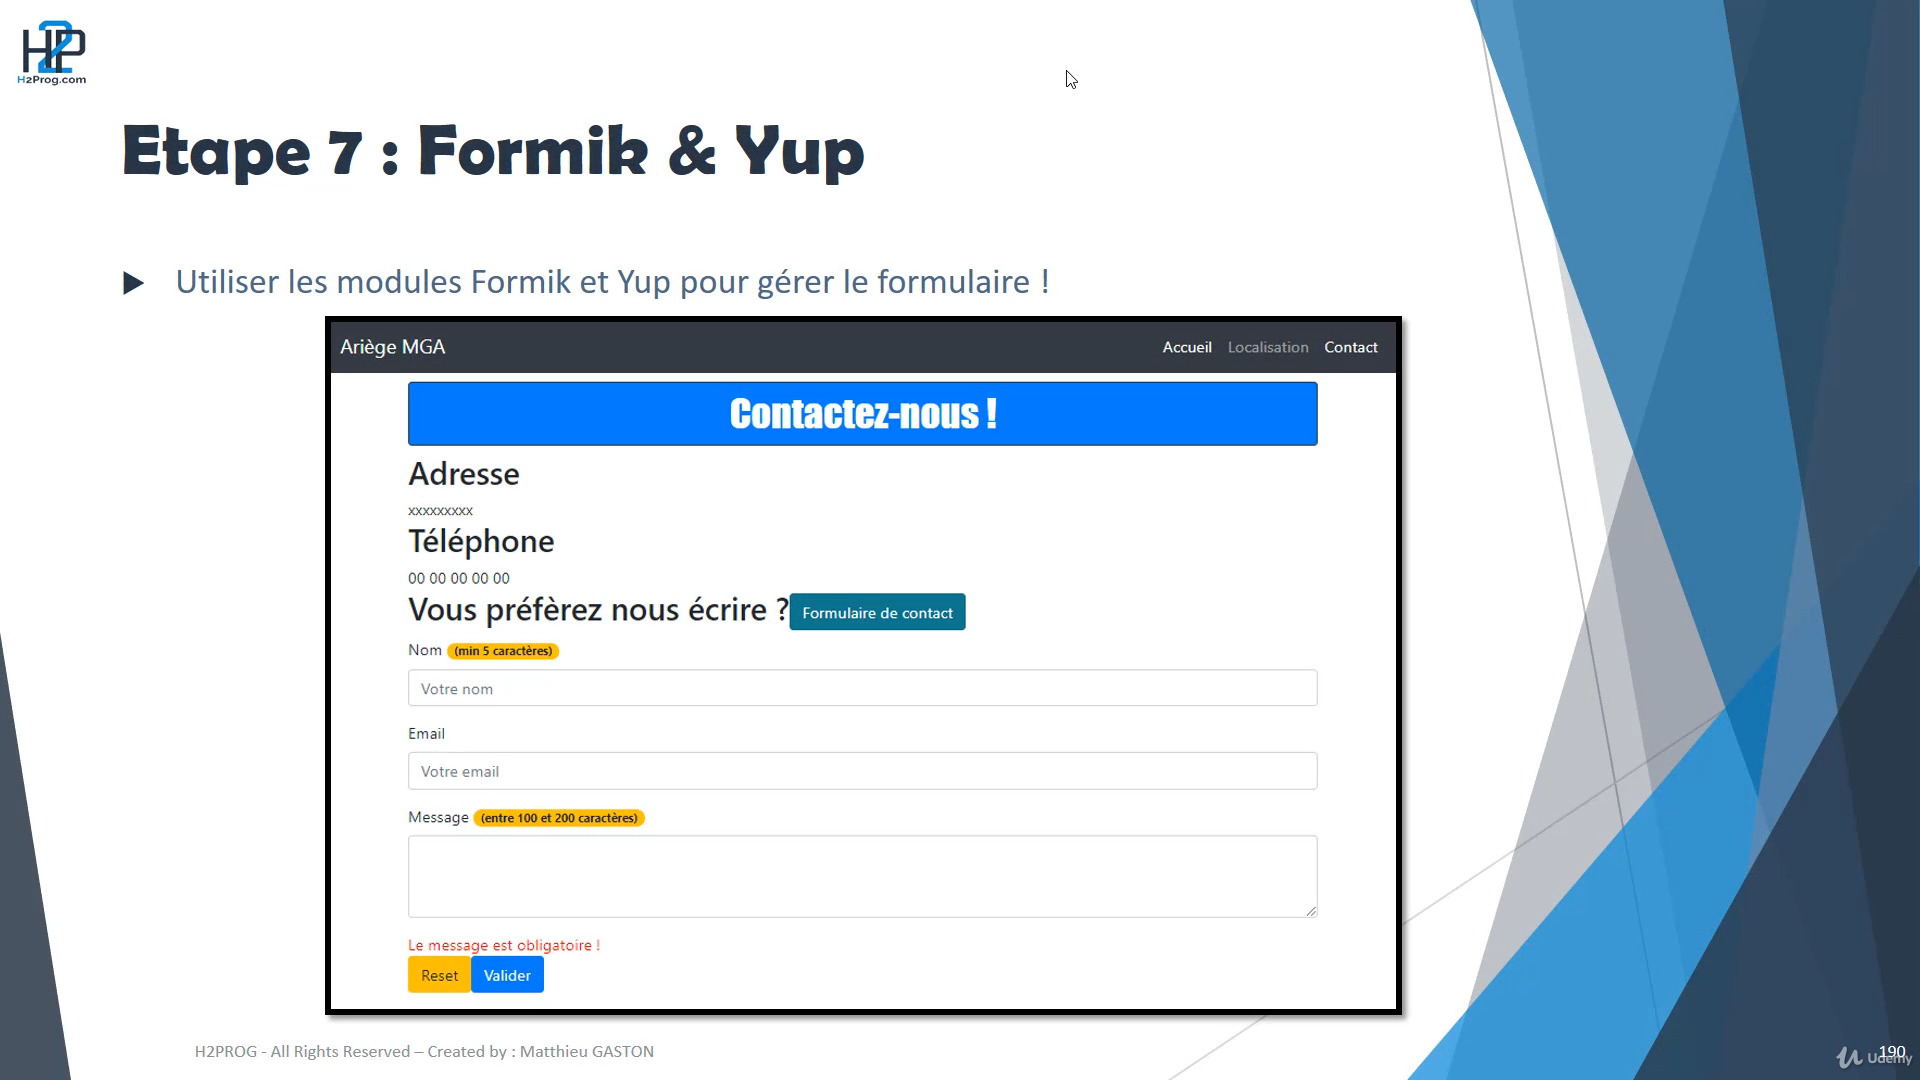 H2P
H2Prog.com
Etape 7 : Formik & Yup
Utiliser les modules Formik et Yup pour gérer le formulaire !
Ariège MGA
Accueil Localisation Contact
Contactez-nous !
Adresse
xxxxxxxxx
Téléphone
00 00 00 00 00
Vous préfèrez nous écrire ? Formulaire de contact
Nom (min 5 caractères)
Votre nom
Email
Votre email
Message (entre 100 et 200 caractères)
Le message est obligatoire !
Reset Valider
H2PROG - All Rights Reserved – Created by : Matthieu GASTON
190
Udemy